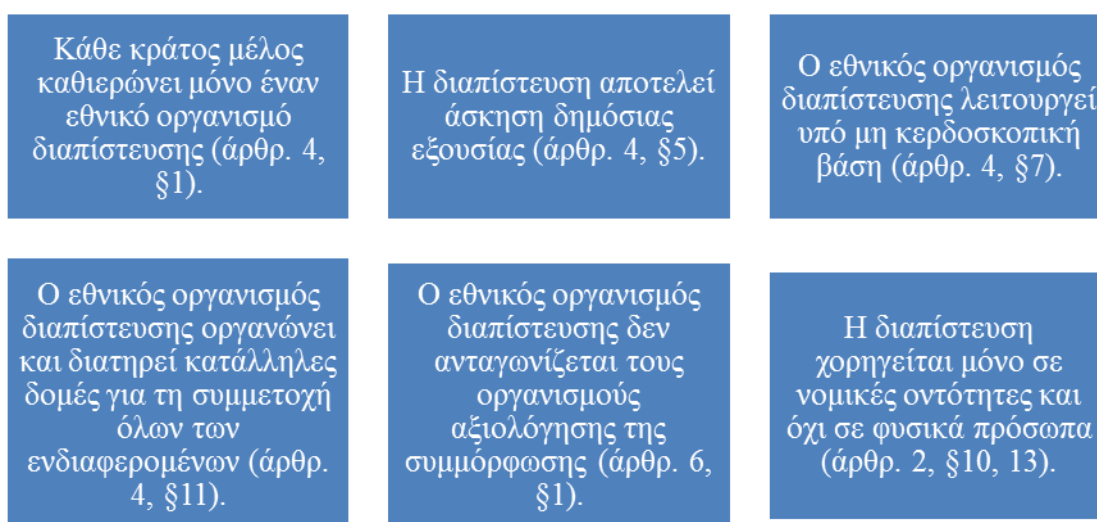 Κάθε κράτος μέλος
καθιερώνει μόνο έναν
εθνικό οργανισμό
διαπίστευσης (άρθρ. 4,
§1).
Η διαπίστευση αποτελεί
άσκηση δημόσιας
εξουσίας (άρθρ. 4, §5).
Ο εθνικός οργανισμός
διαπίστευσης λειτουργεί
υπό μη κερδοσκοπική
βάση (άρθρ. 4, §7).
Ο εθνικός οργανισμός
διαπίστευσης οργανώνει
και διατηρεί κατάλληλες
δομές για τη συμμετοχή
όλων των
ενδιαφερομένων (άρθρ.
4, §11).
Ο εθνικός οργανισμός
διαπίστευσης δεν
ανταγωνίζεται τους
οργανισμούς
αξιολόγησης της
συμμόρφωσης (άρθρ. 6,
§1).
Η διαπίστευση
χορηγείται μόνο σε
νομικές οντότητες και
όχι σε φυσικά πρόσωπα
(άρθρ. 2, §10, 13).